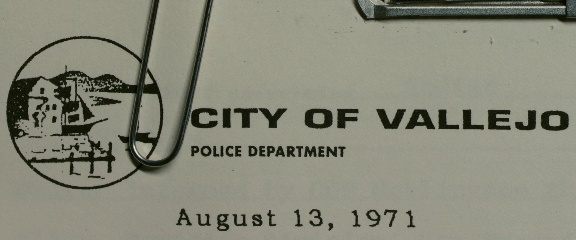 CITY OF VALLEJO
POLICE DEPARTMENT
August 13, 1971